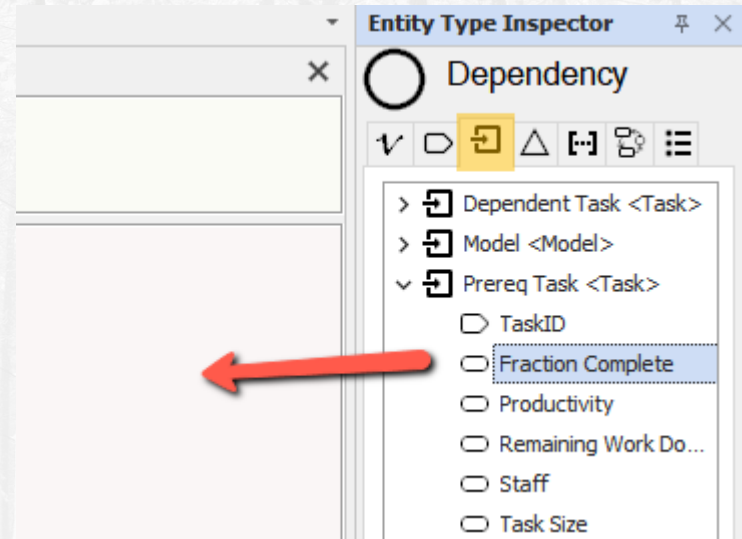 Entity Type Inspector
Dependency
Dependent Task <Task>
Model <Model>
Prereq Task <Task>
TaskID
Fraction Complete
Productivity
Remaining Work Do...
Staff
Task Size